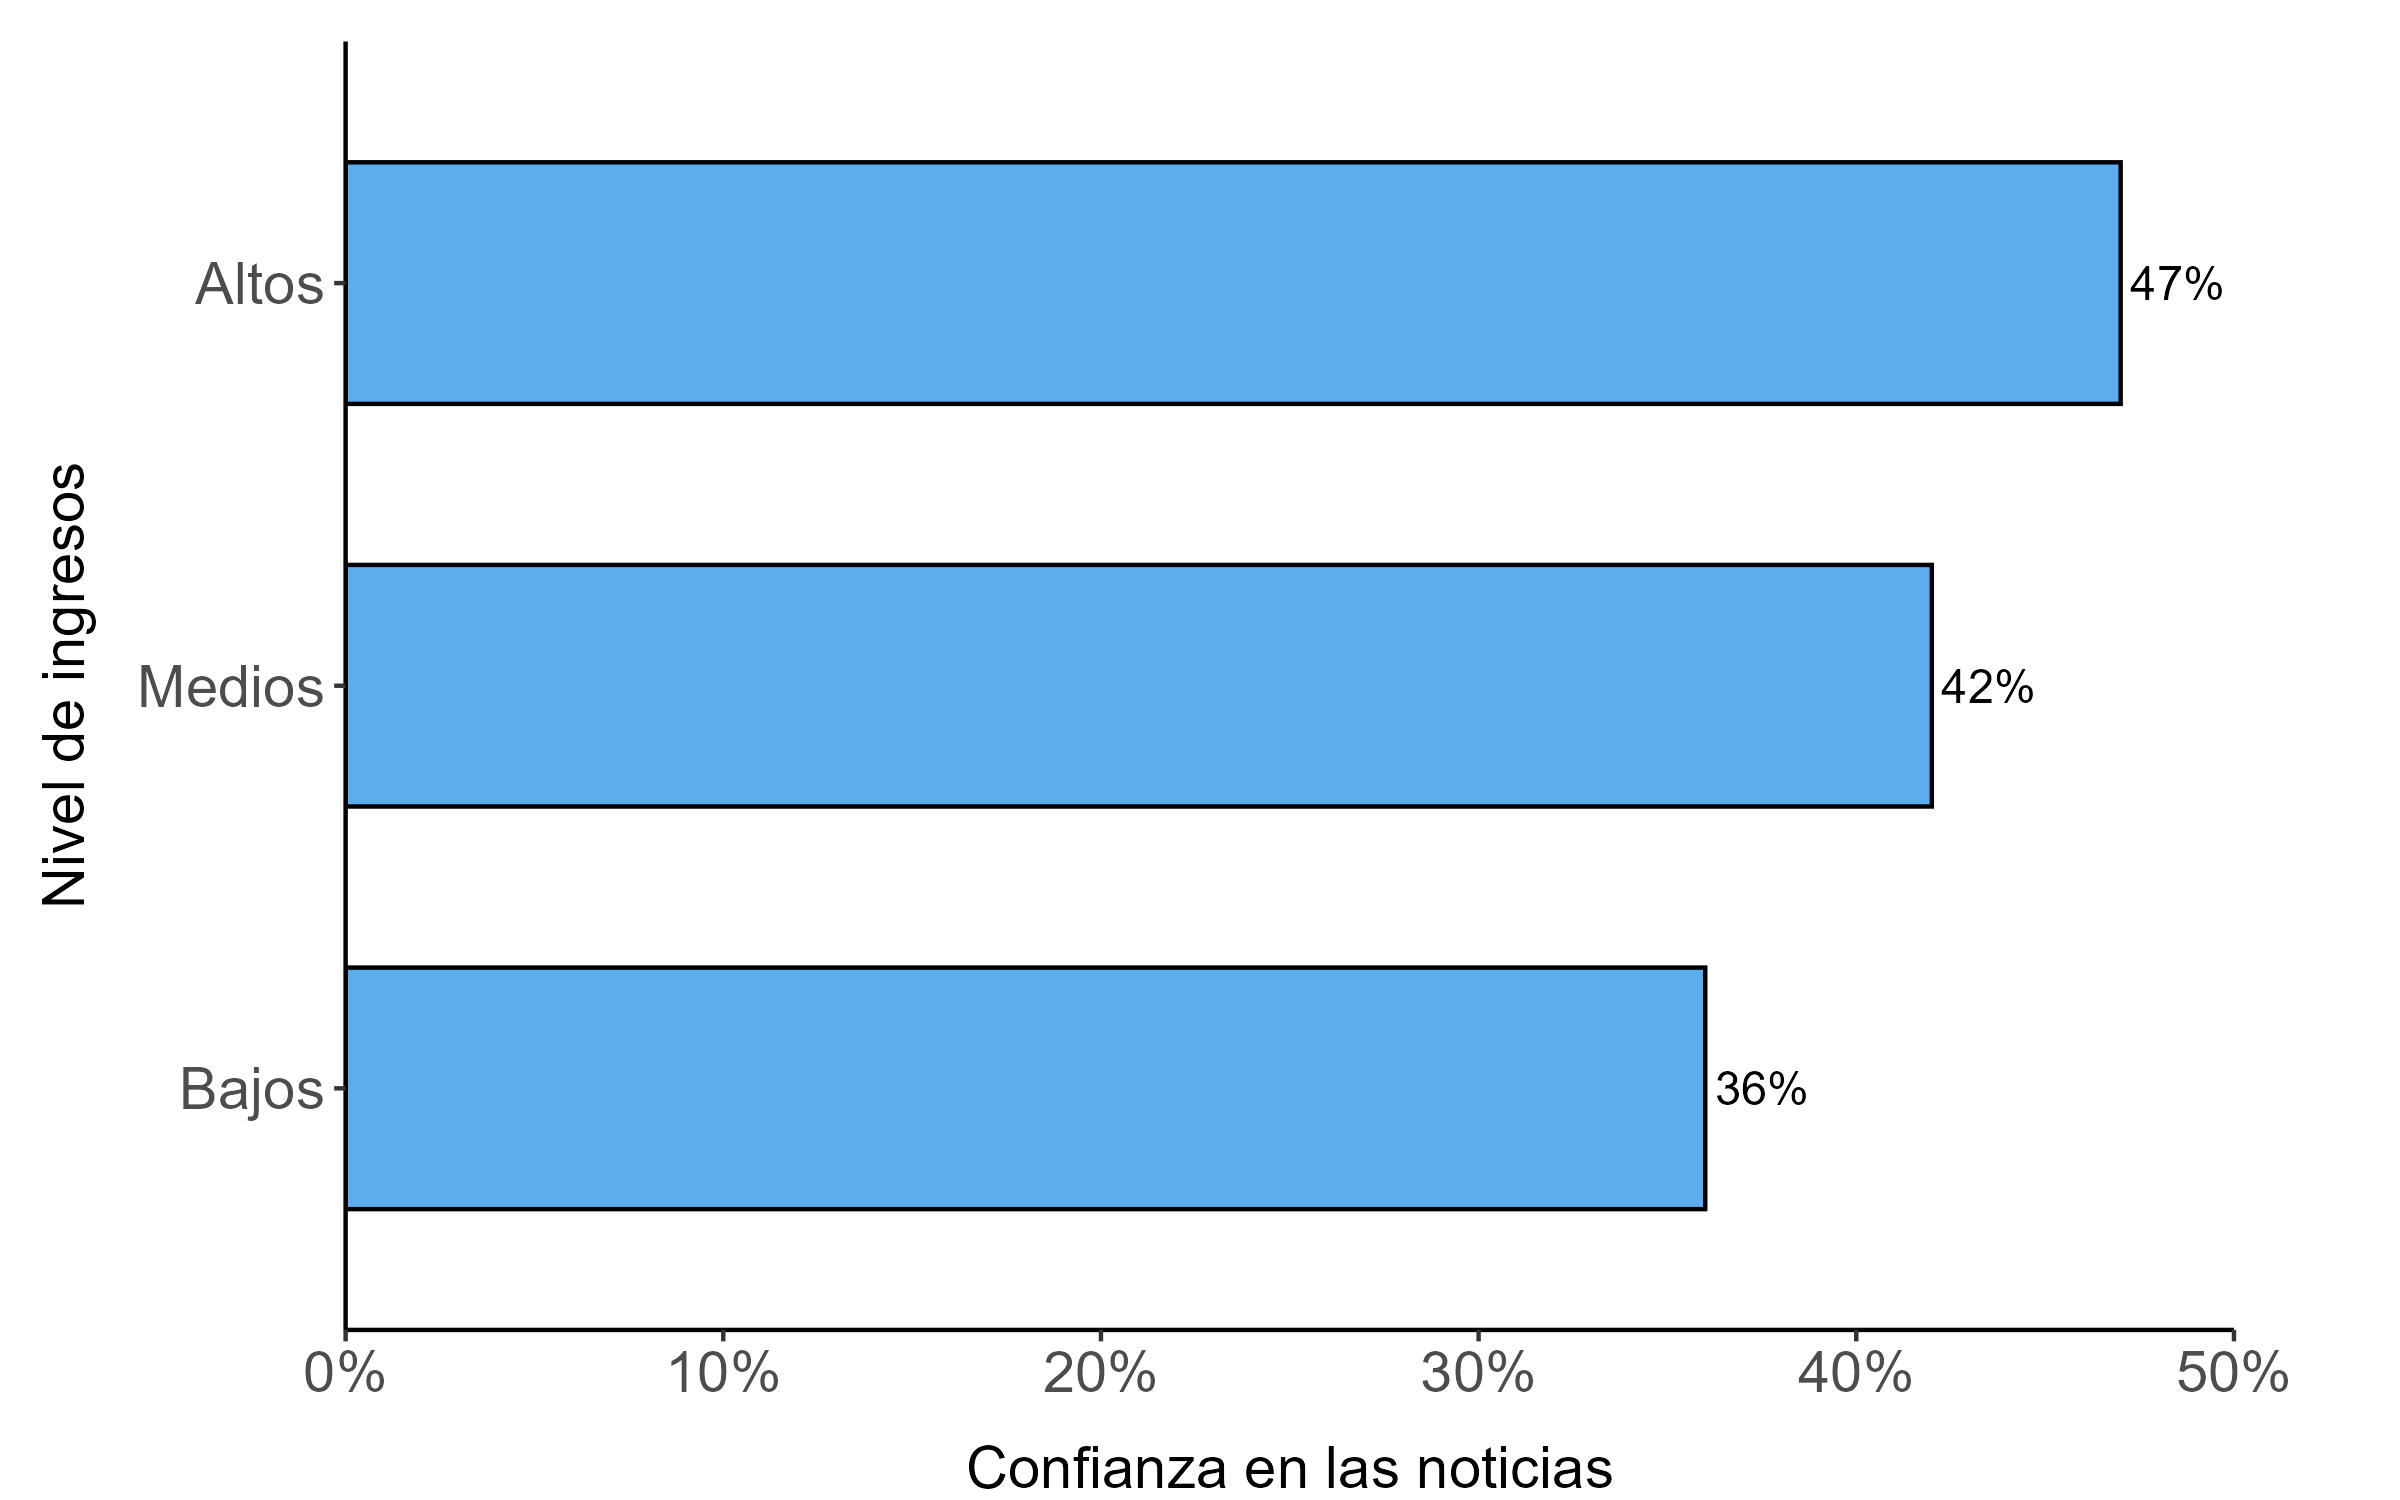 Nivel de ingresos
Altos
47%
Medios
42%
Bajos
36%
0% 10% 20% 30% 40% 50%
Confianza en las noticias